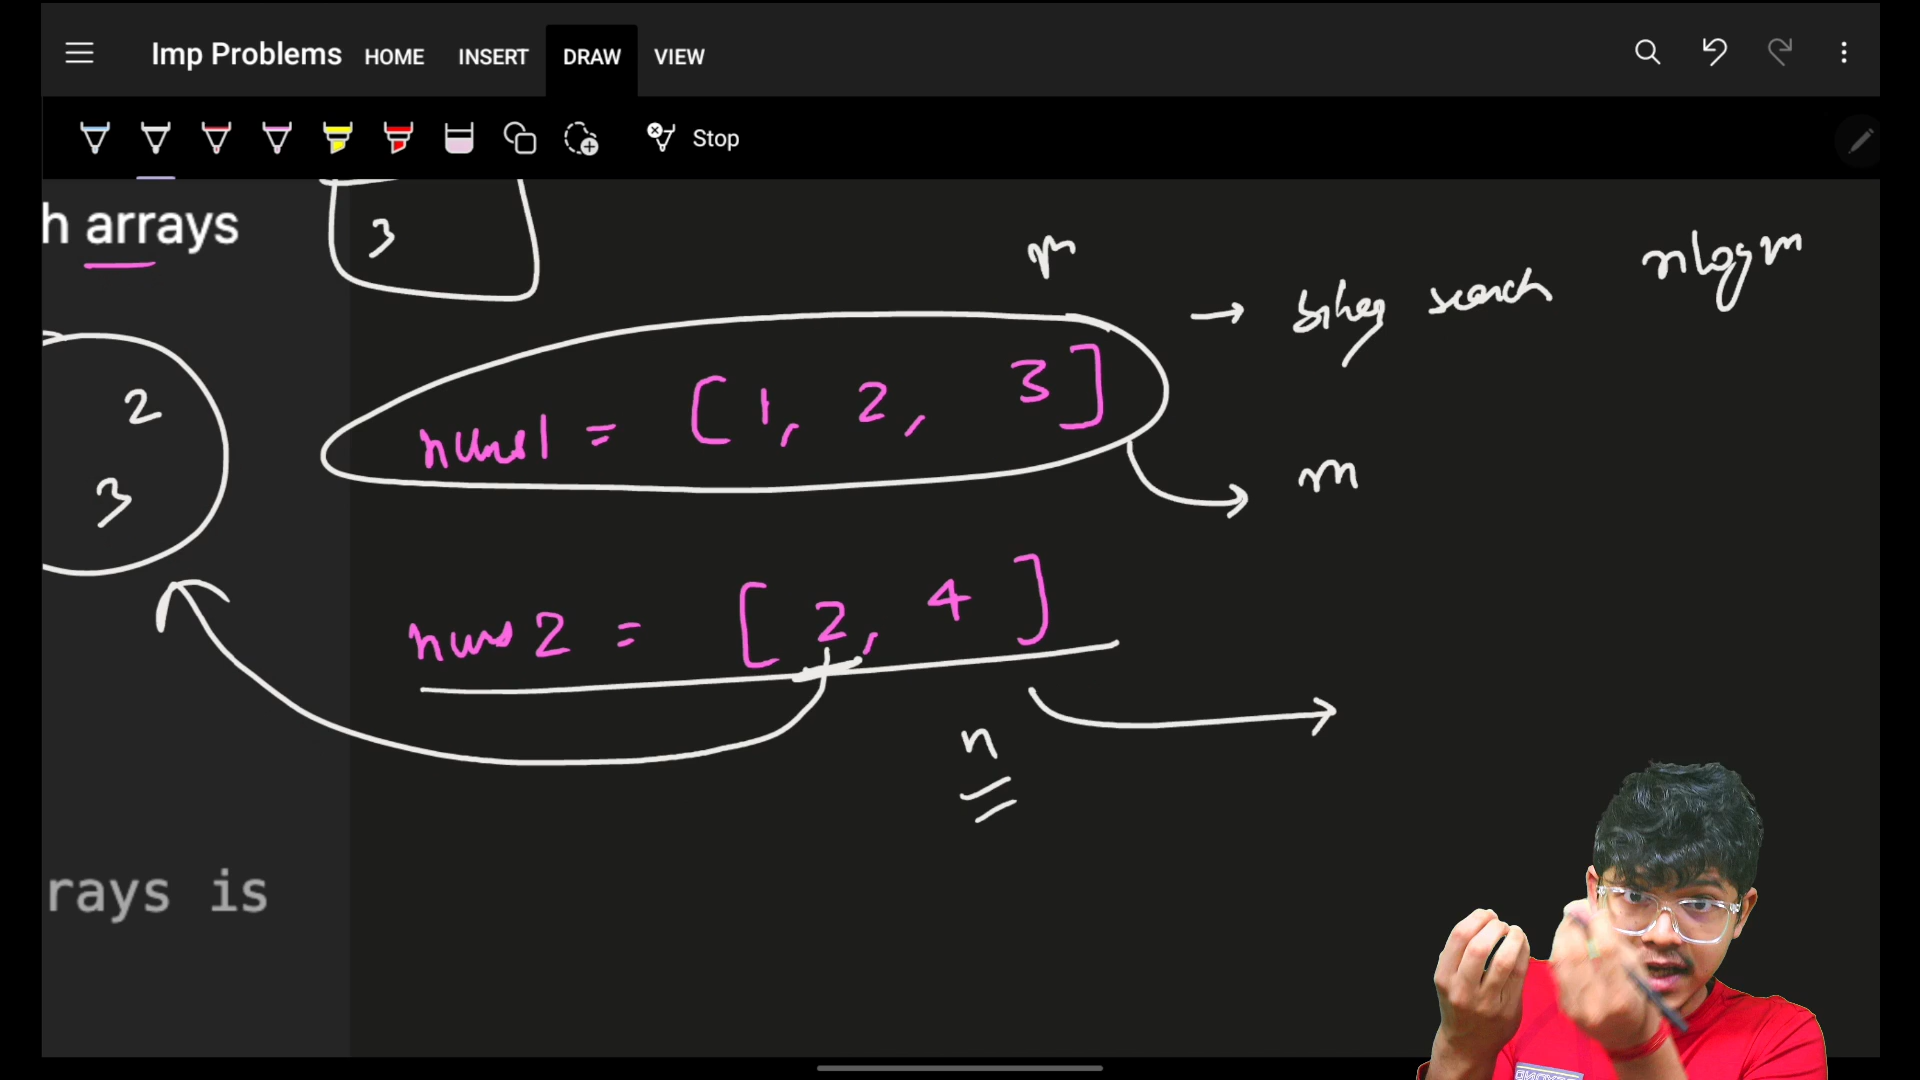 Imp Problems HOME INSERT DRAW VIEW
Stop
h arrays
3
m
→ binary search
nlogm
2
3
nums1 = [1, 2, 3]
m
nums2 = [2, 4]
n
rays is